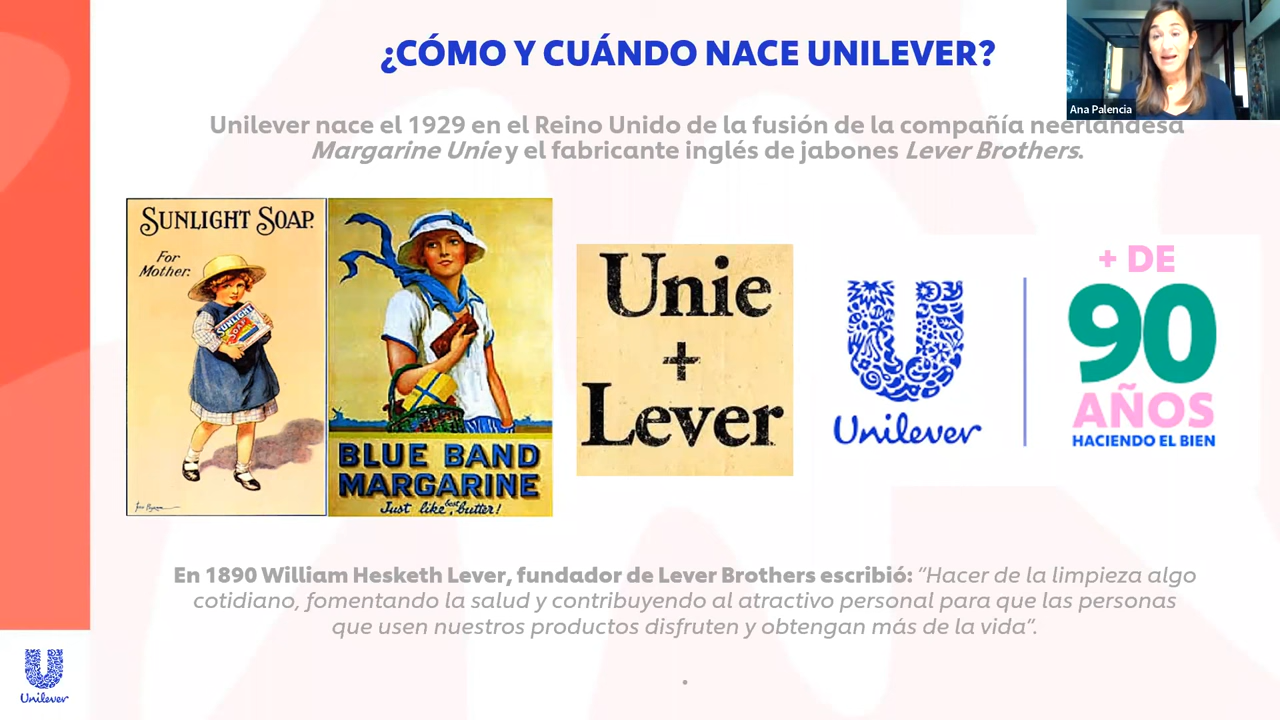 ¿CÓMO Y CUÁNDO NACE UNILEVER?
Ana Palencia
Unilever nace el 1929 en el Reino Unido de la fusión de la compañía neerlandesa
Margarine Unie y el fabricante inglés de jabones Lever Brothers.
SUNLIGHT SOAP.
For
Mother.
SUNLIGHT
SOAP
BLUE BAND
MARGARINE
Just like best butter!
Unie
+
Lever
Unilever
+ DE
90
AÑOS
HACIENDO EL BIEN
En 1890 William Hesketh Lever, fundador de Lever Brothers escribió: “Hacer de la limpieza algo
cotidiano, fomentando la salud y contribuyendo al atractivo personal para que las personas
que usen nuestros productos disfruten y obtengan más de la vida”.
.
Unilever